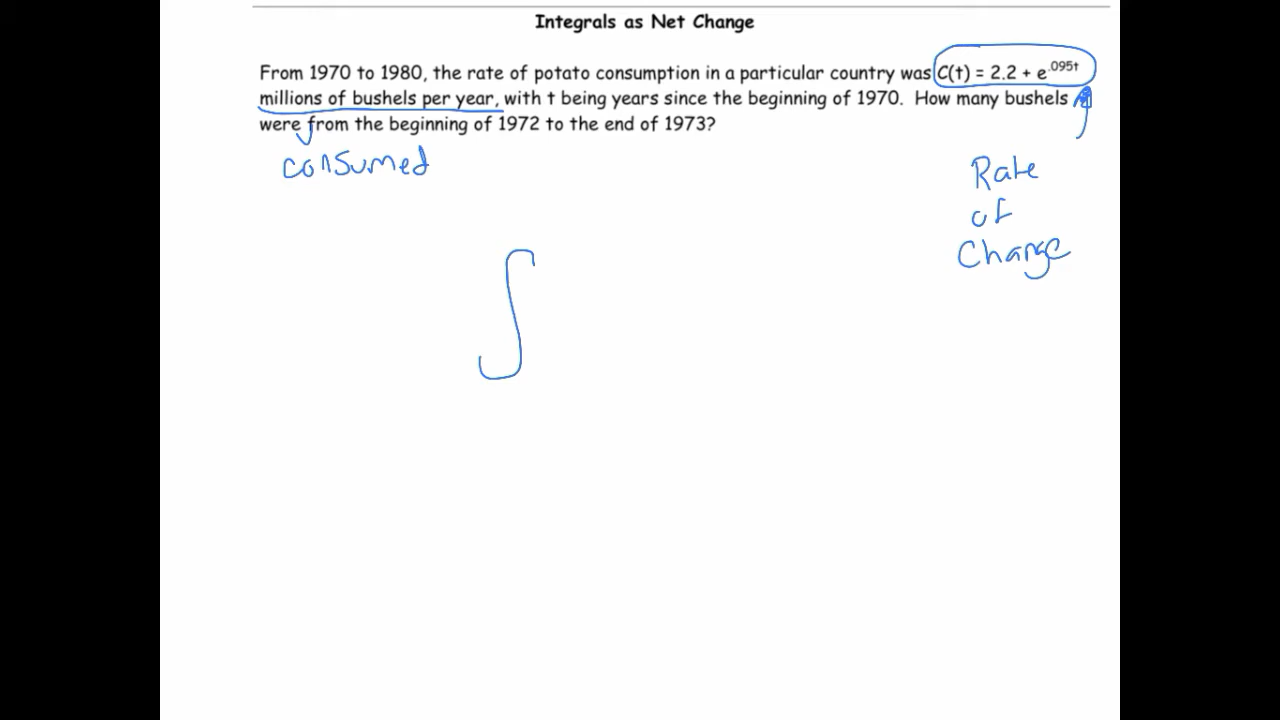 Integrals as Net Change
From 1970 to 1980, the rate of potato consumption in a particular country was C(t) = 2.2 + e^.095t
millions of bushels per year, with t being years since the beginning of 1970.  How many bushels
were from the beginning of 1972 to the end of 1973?
consumed
Rate
of
Change
∫